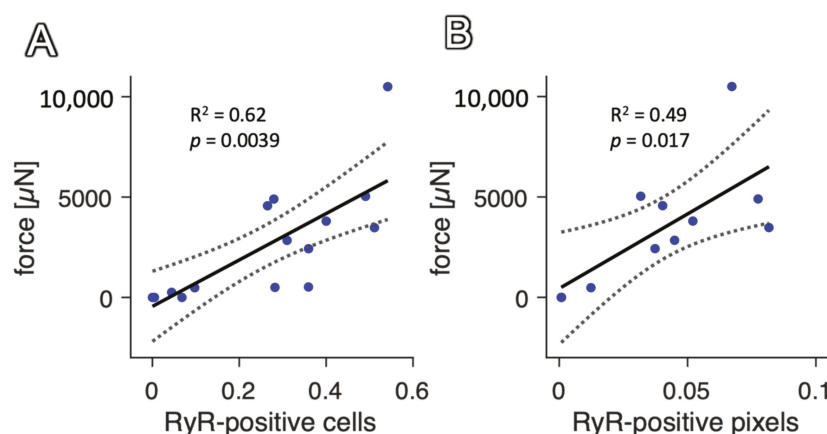 A
R² = 0.62
p = 0.0039
force [µN]
10,000
5000
0
0
0.2
0.4
0.6
RyR-positive cells
B
R² = 0.49
p = 0.017
force [µN]
10,000
5000
0
0
0.05
0.1
RyR-positive pixels